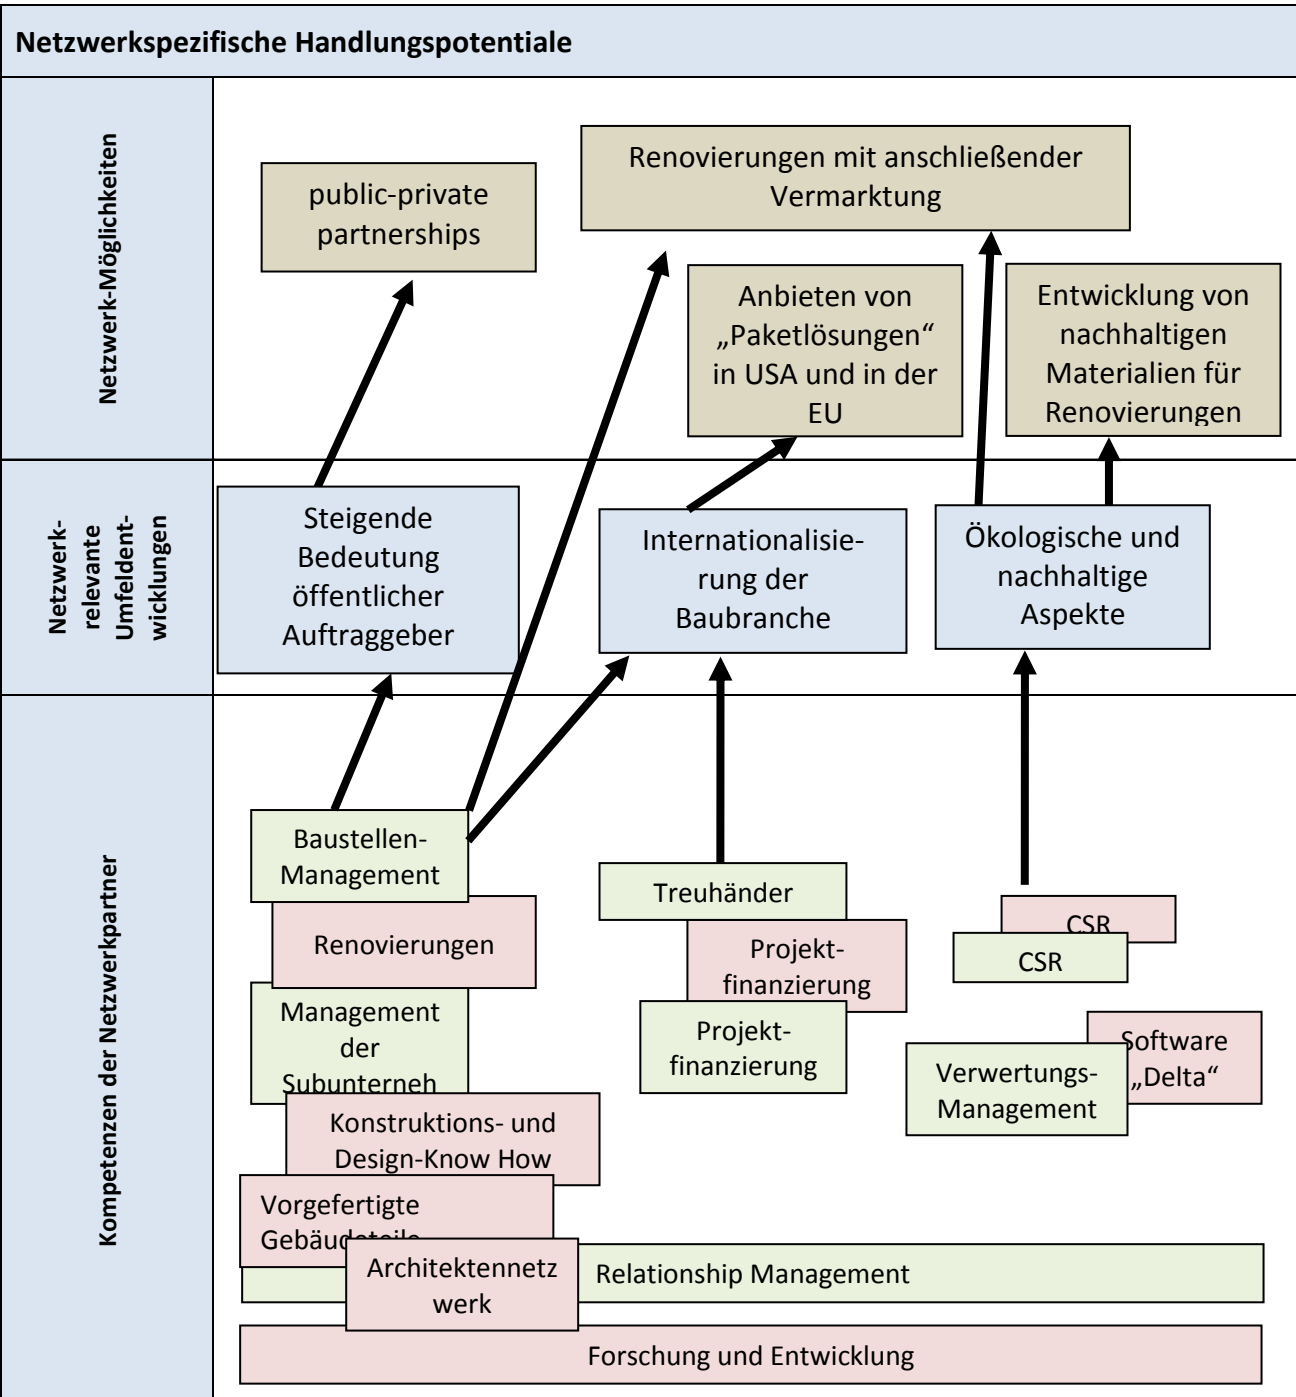 Netzwerkspezifische Handlungspotentiale
Netzwerk-Möglichkeiten
public-private
partnerships
Renovierungen mit anschließender
Vermarktung
Anbieten von
„Paketlösungen“
in USA und in der
EU
Entwicklung von
nachhaltigen
Materialien für
Renovierungen
Netzwerk-
relevante
Umfeldent-
wicklungen
Steigende
Bedeutung
öffentlicher
Auftraggeber
Internationalisie-
rung der
Baubranche
Ökologische und
nachhaltige
Aspekte
Kompetenzen der Netzwerkpartner
Baustellen-
Management
Renovierungen
Management
der
Subunterneh
Konstruktions- und
Design-Know How
Vorgefertigte
Gebäudeteile
Architektennetz
werk
Treuhänder
Projekt-
finanzierung
Projekt-
finanzierung
CSR
CSR
Software
„Delta“
Verwertungs-
Management
Relationship Management
Forschung und Entwicklung